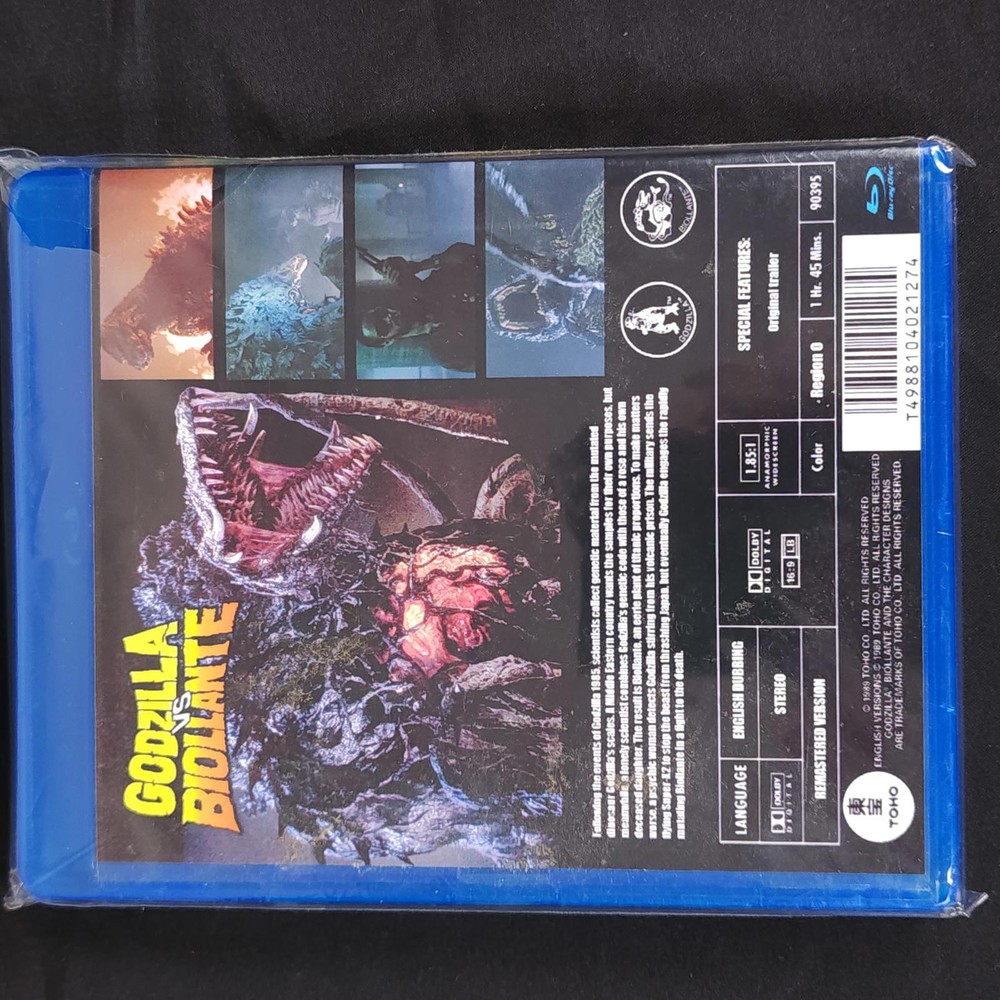 GODZILLA
VS
BIOLLANTE
Following the events of Godzilla 1985, scientists collect genetic material from the mutated
dinosaur Godzilla's scales. A Middle Eastern country wants the samples for their own purposes, but
meanwhile a lonely scientist combines Godzilla's genetic code with those of a rose and his own
deceased daughter. The result is Biollante, an eerie plant of titanic proportions. To make matters
worse, a psychic woman detects Godzilla stirring from his volcanic prison. The military sends the
flying Super X-2 to stop the beast from thrashing Japan, but eventually Godzilla engages the rapidly
mutating Biollante in a fight to the death.
GODZILLA™
BIOLLANTE™
LANGUAGE
ENGLISH DUBBING
DOLBY
DIGITAL
STEREO
REMASTERED VERSION
DOLBY
DIGITAL
16:9 LB
1.85:1
ANAMORPHIC
WIDESCREEN
Color
SPECIAL FEATURES:
Original trailer
Region 0
1 Hr. 45 Mins.
90395
東宝
TOHO
© 1989 TOHO CO., LTD. ALL RIGHTS RESERVED
ENGLISH VERSIONS © 1989 TOHO CO., LTD. ALL RIGHTS RESERVED
GODZILLA, BIOLLANTE AND THE CHARACTER DESIGNS
ARE TRADEMARKS OF TOHO CO., LTD. ALL RIGHTS RESERVED.
T4988104021274
Blu-ray Disc